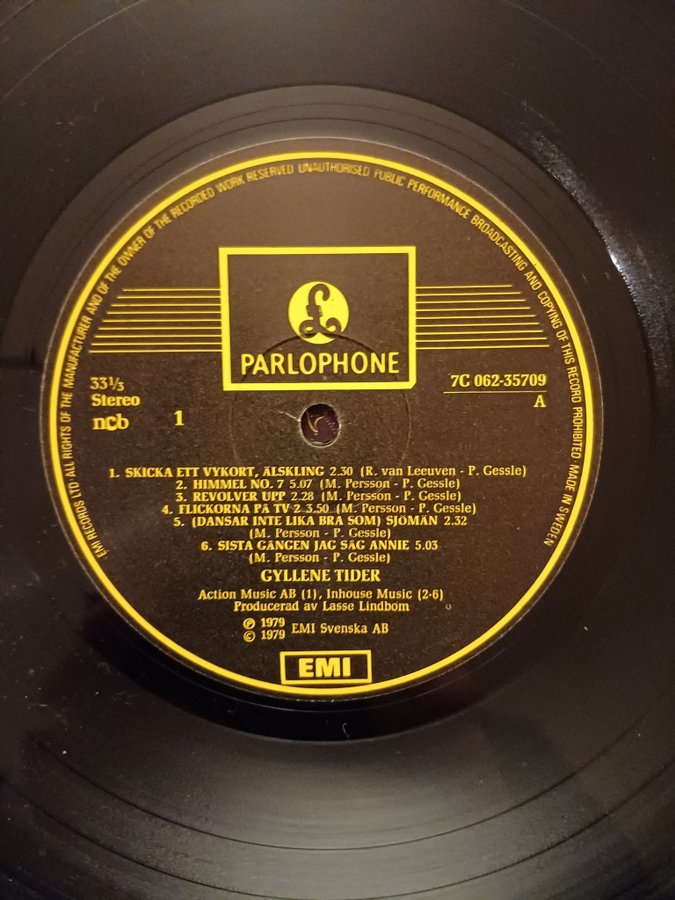 EMI RECORDS LTD· ALL RIGHTS OF THE MANUFACTURER AND OF THE OWNER OF THE RECORDED WORK RESERVED UNAUTHORISED PUBLIC PERFORMANCE BROADCASTING AND COPYING OF THIS RECORD PROHIBITED MADE IN SWEDEN
£
PARLOPHONE
33⅓
Stereo
ncb
1
7C 062-35709
A
1. SKICKA ETT VYKORT, ÄLSKLING 2.30 (R. van Leeuven - P. Gessle)
2. HIMMEL NO. 7 5.07 (M. Persson - P. Gessle)
3. REVOLVER UPP 2.28 (M. Persson - P. Gessle)
4. FLICKORNA PÅ TV 2 3.50 (M. Persson - P. Gessle)
5. (DANSAR INTE LIKA BRA SOM) SJÖMÄN 2.32
(M. Persson - P. Gessle)
6. SISTA GÅNGEN JAG SÅG ANNIE 5.03
(M. Persson - P. Gessle)
GYLLENE TIDER
Action Music AB (1), Inhouse Music (2-6)
Producerad av Lasse Lindbom
℗ 1979
© 1979 EMI Svenska AB
EMI